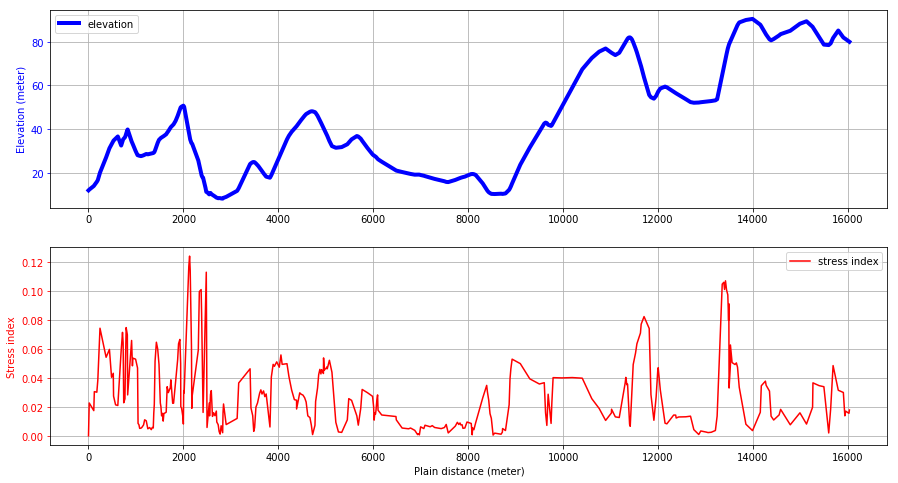 elevation
Elevation (meter)
80
60
40
20
0 2000 4000 6000 8000 10000 12000 14000 16000
stress index
Stress index
0.12
0.10
0.08
0.06
0.04
0.02
0.00
0 2000 4000 6000 8000 10000 12000 14000 16000
Plain distance (meter)